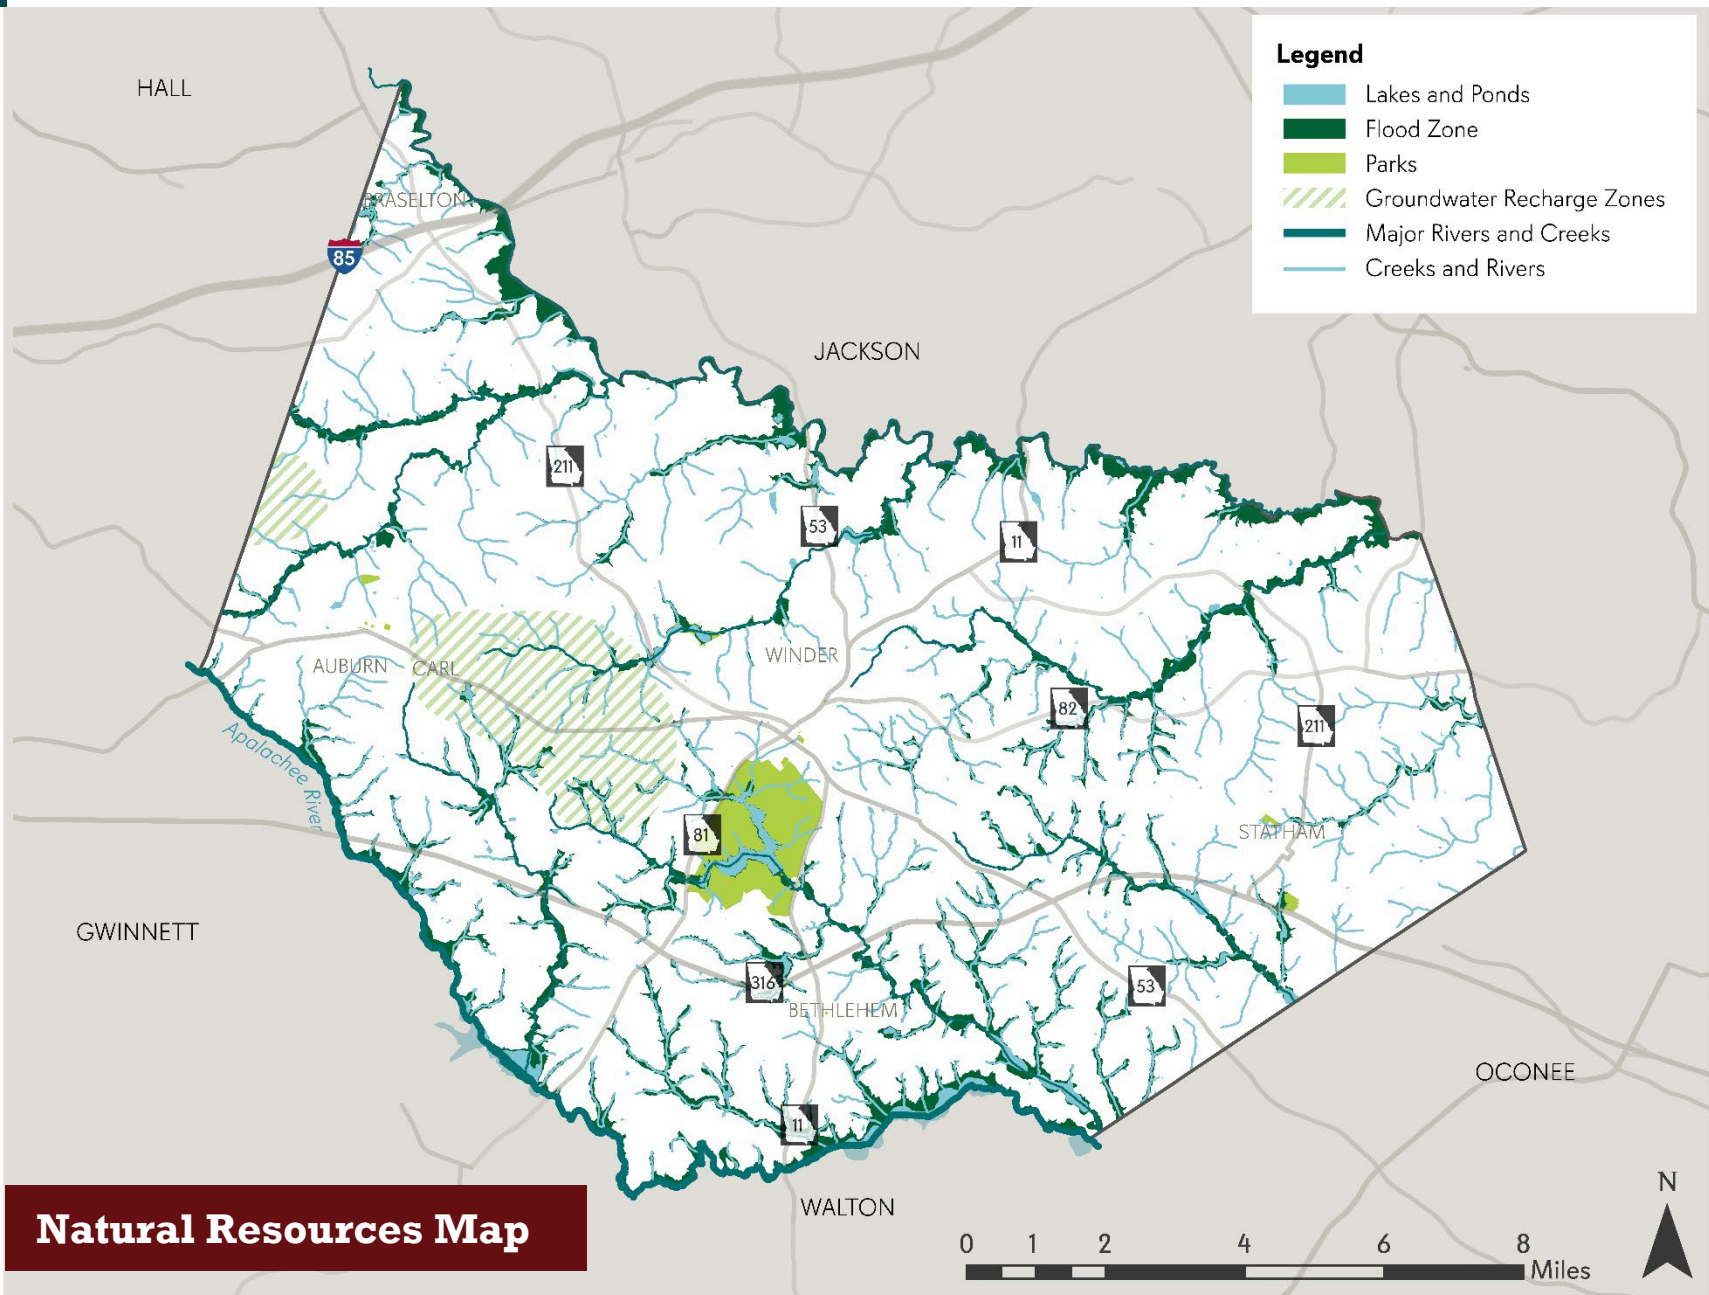 Legend
Lakes and Ponds
Flood Zone
Parks
Groundwater Recharge Zones
Major Rivers and Creeks
Creeks and Rivers
HALL
BRASELTON
85
JACKSON
211
53
11
WINDER
AUBURN
CARL
82
211
Apalachee River
81
STATHAM
GWINNETT
316
53
BETHLEHEM
OCONEE
11
WALTON
Natural Resources Map
N
0 1 2 4 6 8
Miles